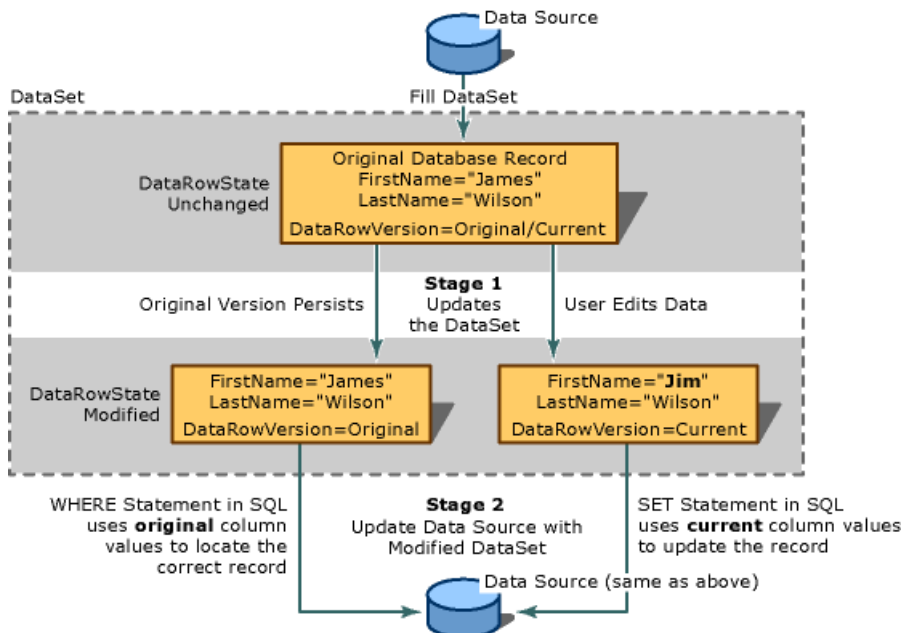 Data Source
DataSet
Fill DataSet
Original Database Record
FirstName="James"
LastName="Wilson"
DataRowVersion=Original/Current
DataRowState
Unchanged
Original Version Persists
Stage 1
Updates
the DataSet
User Edits Data
DataRowState
Modified
FirstName="James"
LastName="Wilson"
DataRowVersion=Original
FirstName="Jim"
LastName="Wilson"
DataRowVersion=Current
WHERE Statement in SQL
uses original column
values to locate the
correct record
Stage 2
Update Data Source with
Modified DataSet
SET Statement in SQL
uses current column values
to update the record
Data Source (same as above)